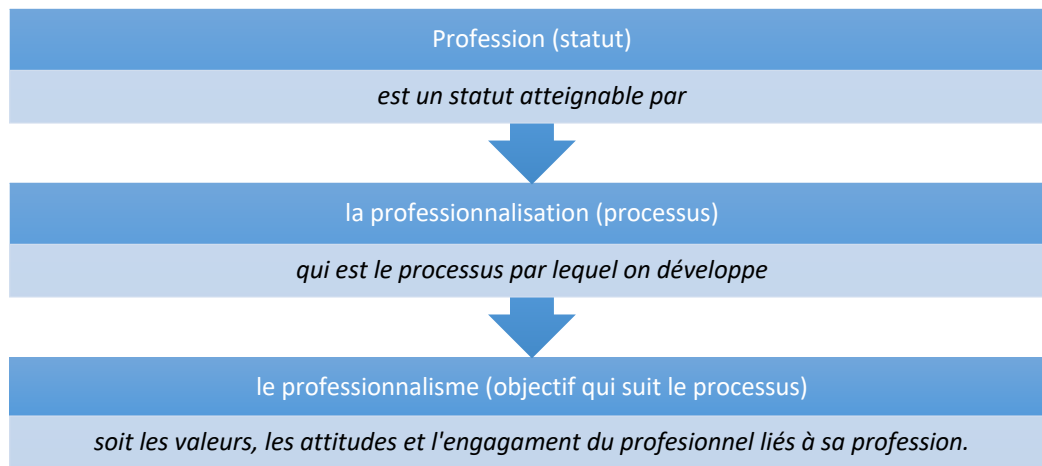 Profession (statut)
est un statut atteignable par
la professionnalisation (processus)
qui est le processus par lequel on développe
le professionnalisme (objectif qui suit le processus)
soit les valeurs, les attitudes et l'engagament du profesionnel liés à sa profession.